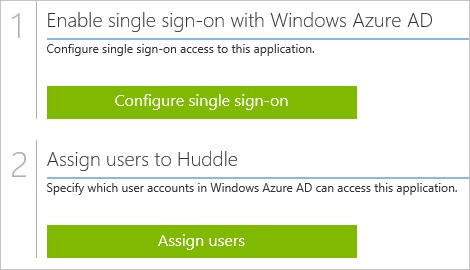 1
Enable single sign-on with Windows Azure AD
Configure single sign-on access to this application.
Configure single sign-on
2
Assign users to Huddle
Specify which user accounts in Windows Azure AD can access this application.
Assign users